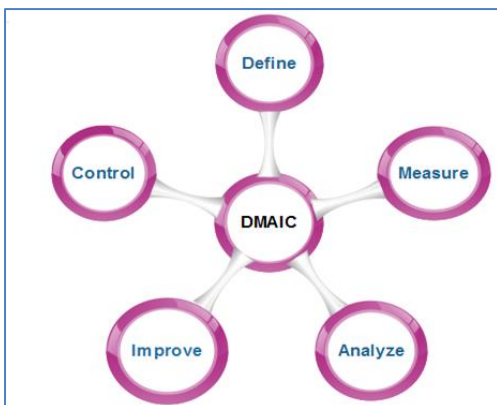 Define
Control
Measure
DMAIC
Improve
Analyze